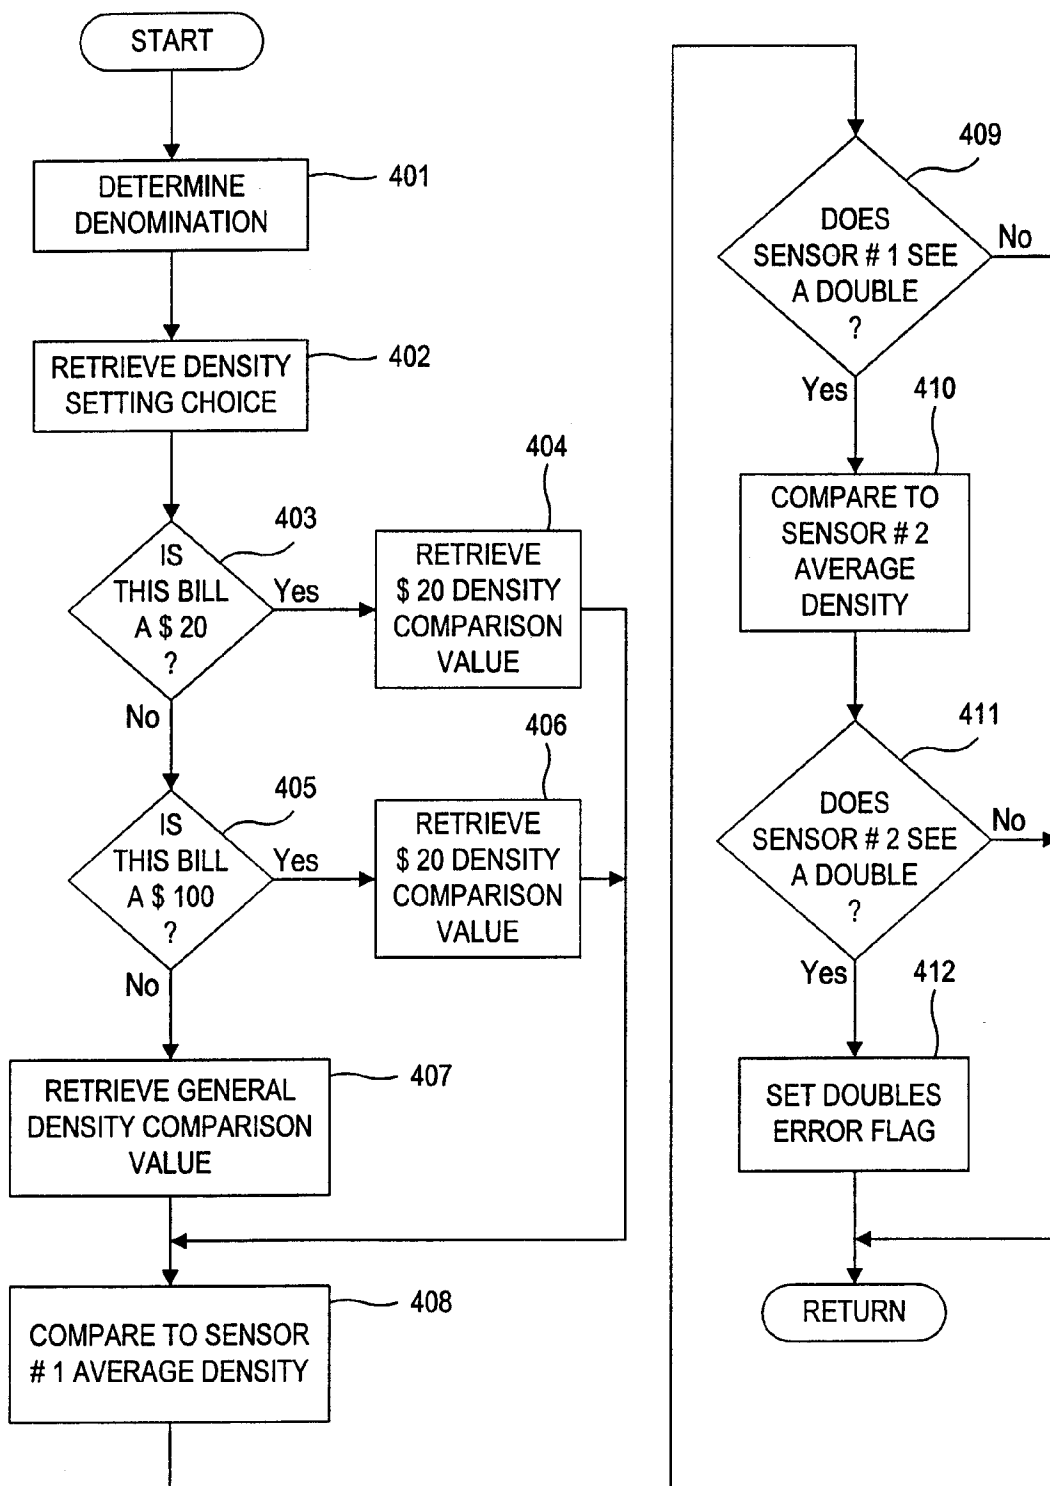 START
DETERMINE
DENOMINATION
401
RETRIEVE DENSITY
SETTING CHOICE
402
IS
THIS BILL
A $ 20
?
403
Yes
No
RETRIEVE
$ 20 DENSITY
COMPARISON
VALUE
404
IS
THIS BILL
A $ 100
?
405
Yes
No
RETRIEVE
$ 20 DENSITY
COMPARISON
VALUE
406
RETRIEVE GENERAL
DENSITY COMPARISON
VALUE
407
COMPARE TO SENSOR
# 1 AVERAGE DENSITY
408
DOES
SENSOR # 1 SEE
A DOUBLE
?
409
No
Yes
COMPARE TO
SENSOR # 2
AVERAGE
DENSITY
410
DOES
SENSOR # 2 SEE
A DOUBLE
?
411
No
Yes
SET DOUBLES
ERROR FLAG
412
RETURN